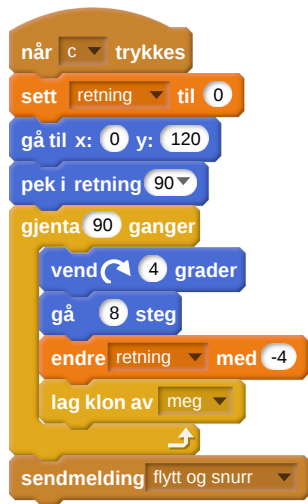 når c trykkes
sett retning til 0
gå til x: 0 y: 120
pek i retning 90
gjenta 90 ganger
vend 4 grader
gå 8 steg
endre retning med -4
lag klon av meg
sendmelding flytt og snurr